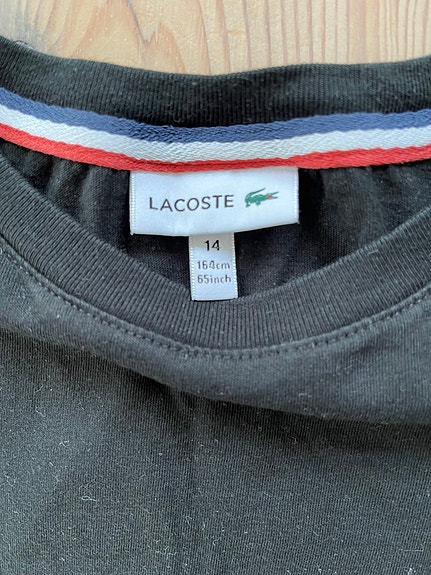 LACOSTE
14
164cm
65inch